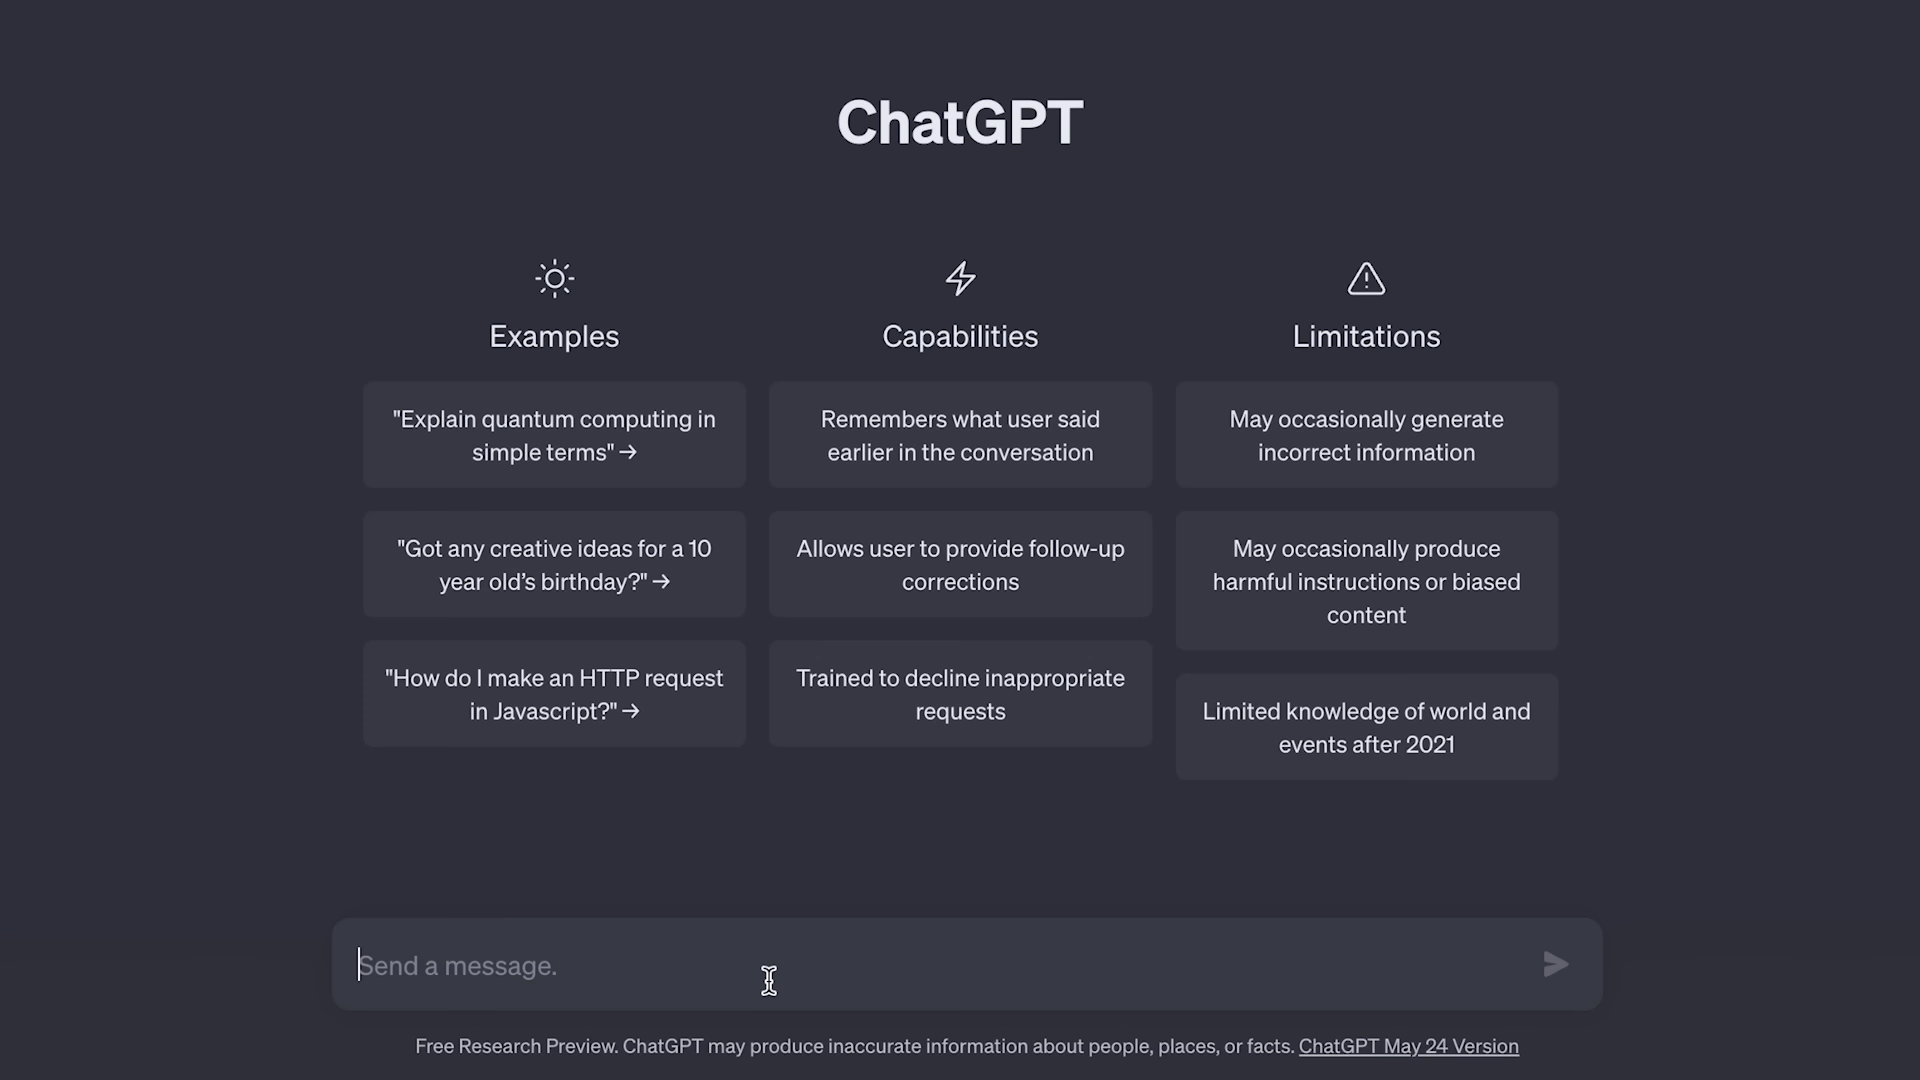 ChatGPT
Examples
"Explain quantum computing in
simple terms" →
"Got any creative ideas for a 10
year old’s birthday?" →
"How do I make an HTTP request
in Javascript?" →
Capabilities
Remembers what user said
earlier in the conversation
Allows user to provide follow-up
corrections
Trained to decline inappropriate
requests
Limitations
May occasionally generate
incorrect information
May occasionally produce
harmful instructions or biased
content
Limited knowledge of world and
events after 2021
Send a message.
Free Research Preview. ChatGPT may produce inaccurate information about people, places, or facts. ChatGPT May 24 Version